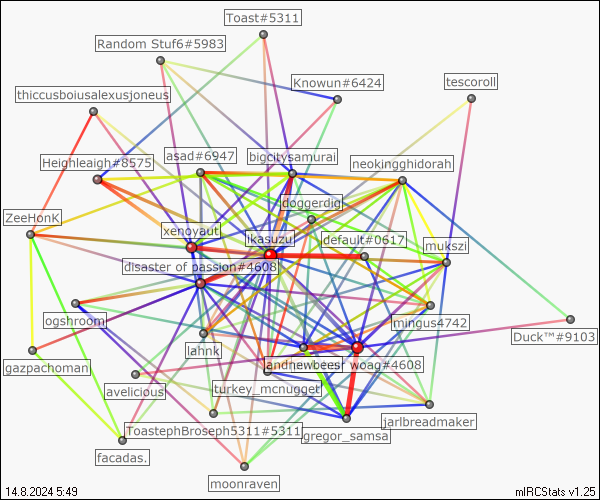 Toast#5311
Random Stuf6#5983
Knowun#6424
tescoroll
thiccusboiusalexusjoneus
asad#6947
bigcitysamurai
neokingghidorah
Heighleaigh#8575
jdoggerdig
ZeeHonK
xenoyaut
ikasuzu
default#0617
mukszi
disaster of passion#4608
ogshroom
mingus4742
Duck™#9103
lahnk
gazpachoman
woag#4608
avelicious
turkey_mcnugget
jarlbreadmaker
ToastephBroseph5311#5311
gregor_samsa
facadas.
moonraven
14.8.2024 5:49
mIRCStats v1.25